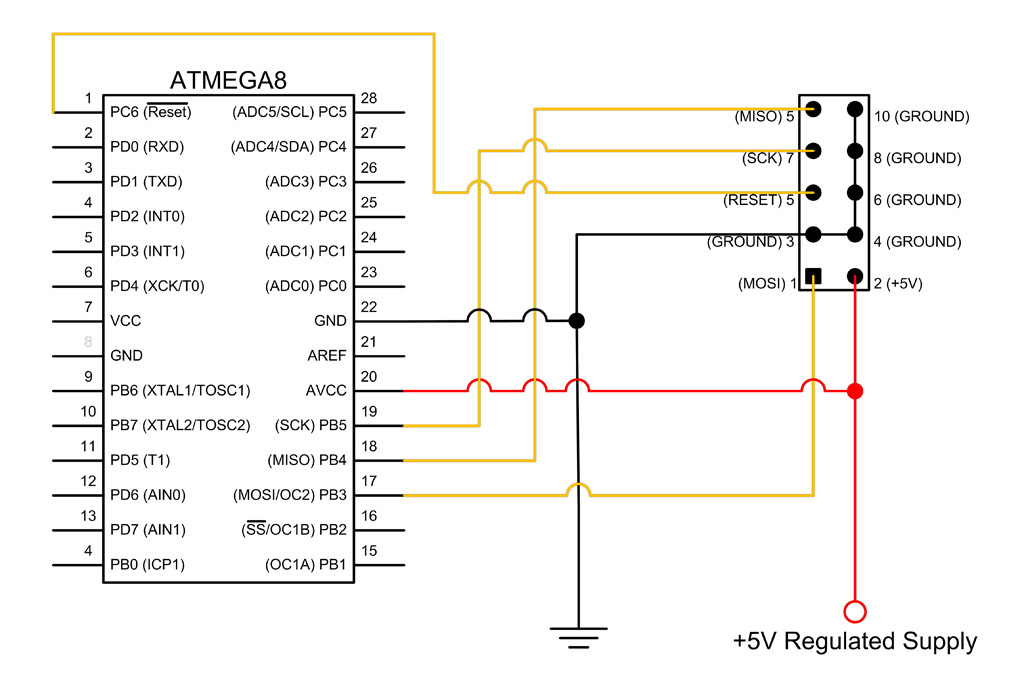 ATMEGA8
1 PC6 (Reset)
2 PD0 (RXD)
3 PD1 (TXD)
4 PD2 (INT0)
5 PD3 (INT1)
6 PD4 (XCK/T0)
7 VCC
8 GND
9 PB6 (XTAL1/TOSC1)
10 PB7 (XTAL2/TOSC2)
11 PD5 (T1)
12 PD6 (AIN0)
13 PD7 (AIN1)
4 PB0 (ICP1)
(ADC5/SCL) PC5 28
(ADC4/SDA) PC4 27
(ADC3) PC3 26
(ADC2) PC2 25
(ADC1) PC1 24
(ADC0) PC0 23
GND 22
AREF 21
AVCC 20
(SCK) PB5 19
(MISO) PB4 18
(MOSI/OC2) PB3 17
(SS/OC1B) PB2 16
(OC1A) PB1 15
(MISO) 5
(SCK) 7
(RESET) 5
(GROUND) 3
(MOSI) 1
10 (GROUND)
8 (GROUND)
6 (GROUND)
4 (GROUND)
2 (+5V)
+5V Regulated Supply